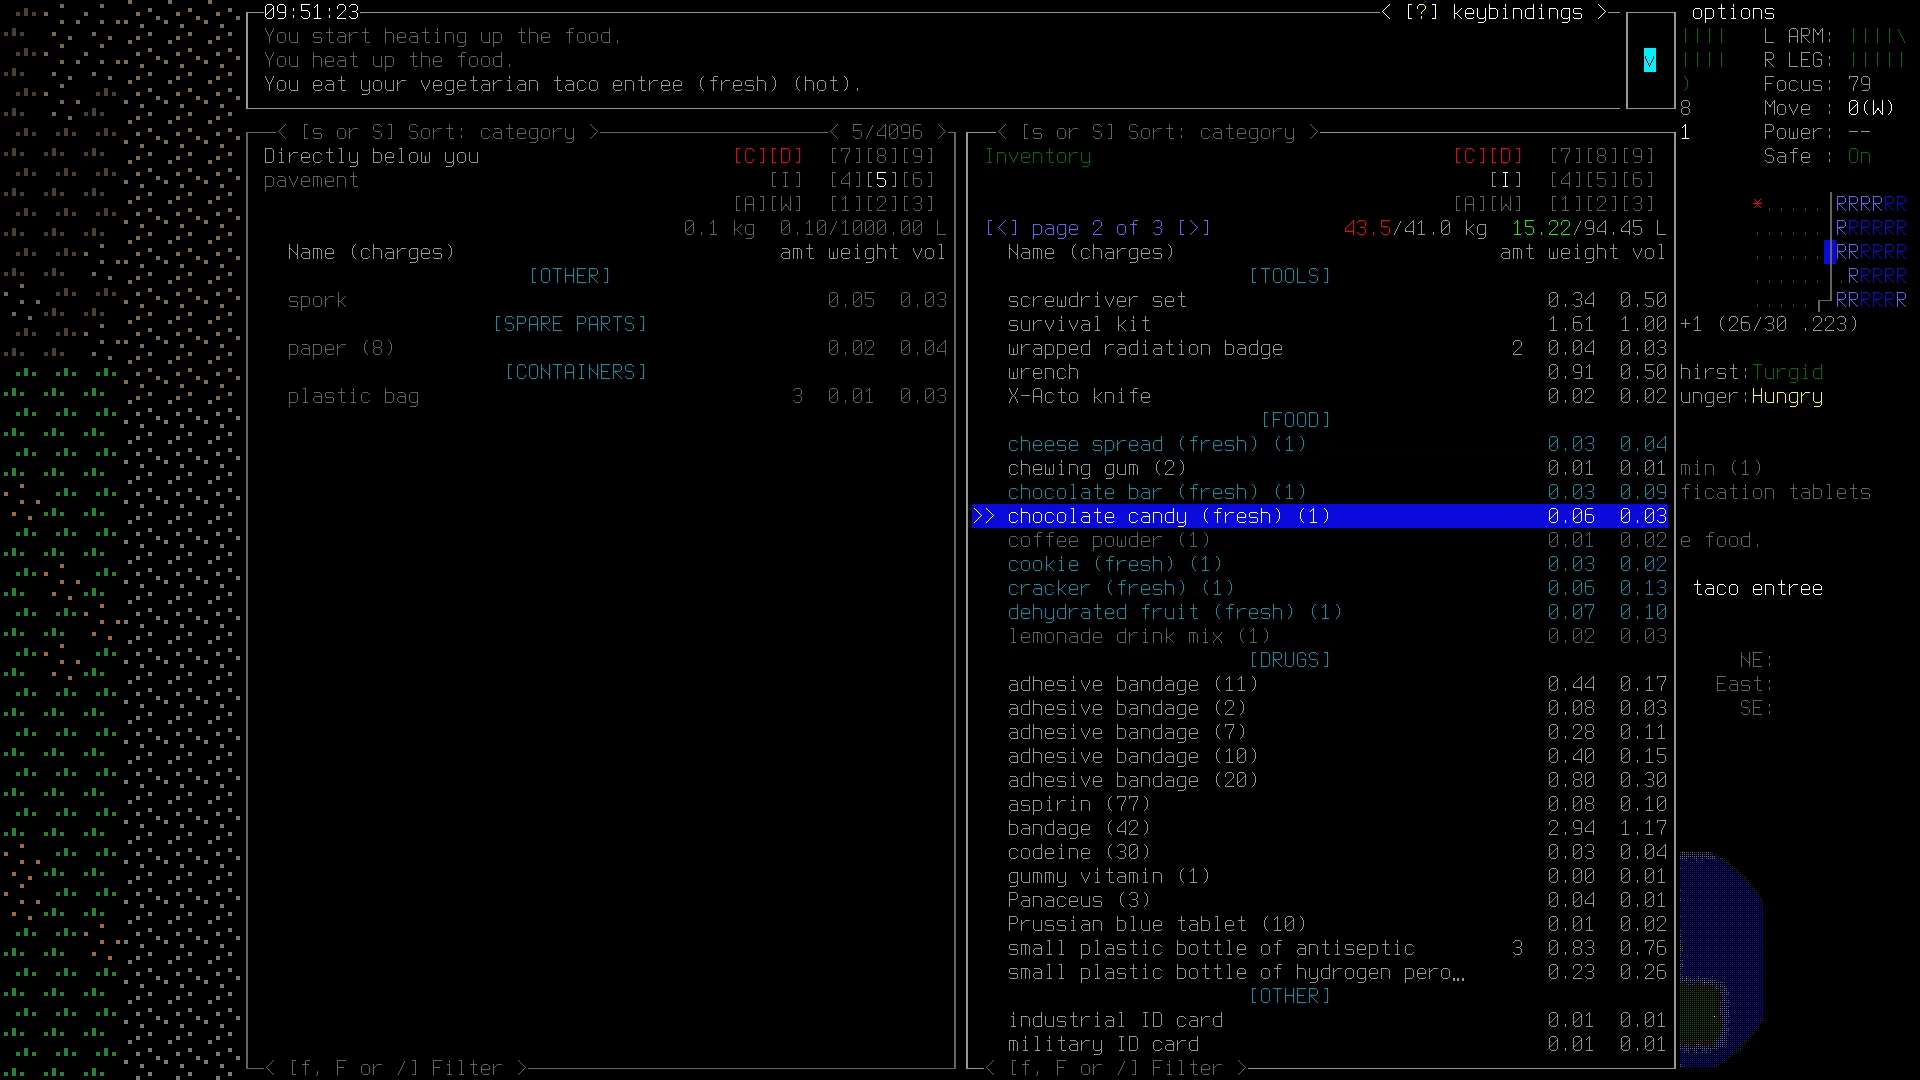 09:51:23 < [?] keybindings > options
You start heating up the food. L ARM: ||||\
You heat up the food. R LEG: |||||
You eat your vegetarian taco entree (fresh) (hot). v ) Focus: 79
8 Move : 0(W)
< [s or S] Sort: category > < 5/4096 > < [s or S] Sort: category > 1 Power: --
Directly below you [C][D] [7][8][9] Inventory [C][D] [7][8][9] Safe : On
pavement [I] [4][5][6] [I] [4][5][6]
[A][W] [1][2][3] [A][W] [1][2][3] *..... RRRRRR
0.1 kg 0.10/1000.00 L [<] page 2 of 3 [>] 43.5/41.0 kg 15.22/94.45 L RRRRRR
Name (charges) amt weight vol Name (charges) amt weight vol RRRRRR
[OTHER] [TOOLS] .RRRRR
spork 0.05 0.03 screwdriver set 0.34 0.50 RRRRRR
[SPARE PARTS] survival kit 1.61 1.00 +1 (26/30 .223)
paper (8) 0.02 0.04 wrapped radiation badge 2 0.04 0.03
[CONTAINERS] wrench 0.91 0.50 hirst:Turgid
plastic bag 3 0.01 0.03 X-Acto knife 0.02 0.02 unger:Hungry
[FOOD]
cheese spread (fresh) (1) 0.03 0.04
chewing gum (2) 0.01 0.01 min (1)
chocolate bar (fresh) (1) 0.03 0.09 fication tablets
>> chocolate candy (fresh) (1) 0.06 0.03
coffee powder (1) 0.01 0.02 e food.
cookie (fresh) (1) 0.03 0.02
cracker (fresh) (1) 0.06 0.13 taco entree
dehydrated fruit (fresh) (1) 0.07 0.10
lemonade drink mix (1) 0.02 0.03
[DRUGS] NE:
adhesive bandage (11) 0.44 0.17 East:
adhesive bandage (2) 0.08 0.03 SE:
adhesive bandage (7) 0.28 0.11
adhesive bandage (10) 0.40 0.15
adhesive bandage (20) 0.80 0.30
aspirin (77) 0.08 0.10
bandage (42) 2.94 1.17
codeine (30) 0.03 0.04
gummy vitamin (1) 0.00 0.01
Panaceus (3) 0.04 0.01
Prussian blue tablet (10) 0.01 0.02
small plastic bottle of antiseptic 3 0.83 0.76
small plastic bottle of hydrogen pero… 0.23 0.26
[OTHER]
industrial ID card 0.01 0.01
military ID card 0.01 0.01
< [f, F or /] Filter > < [f, F or /] Filter >